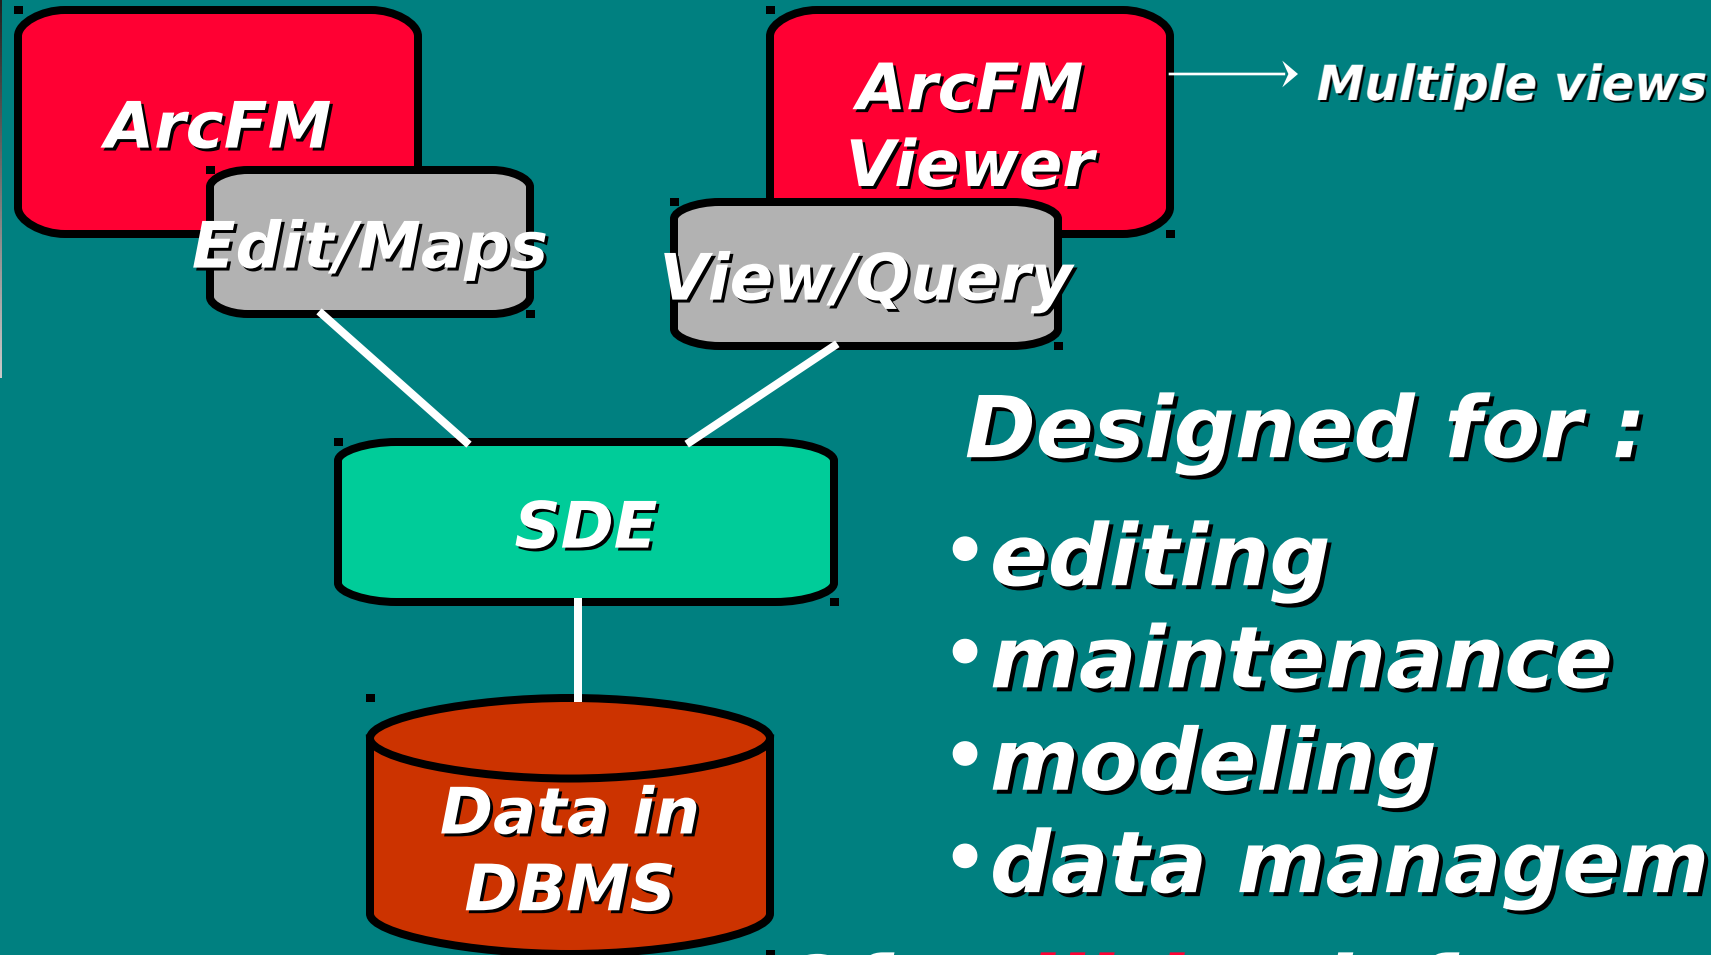 ArcFM
Edit/Maps
ArcFM
Viewer
View/Query
Multiple views
SDE
Data in
DBMS
Designed for :
•editing
•maintenance
•modeling
•data managem